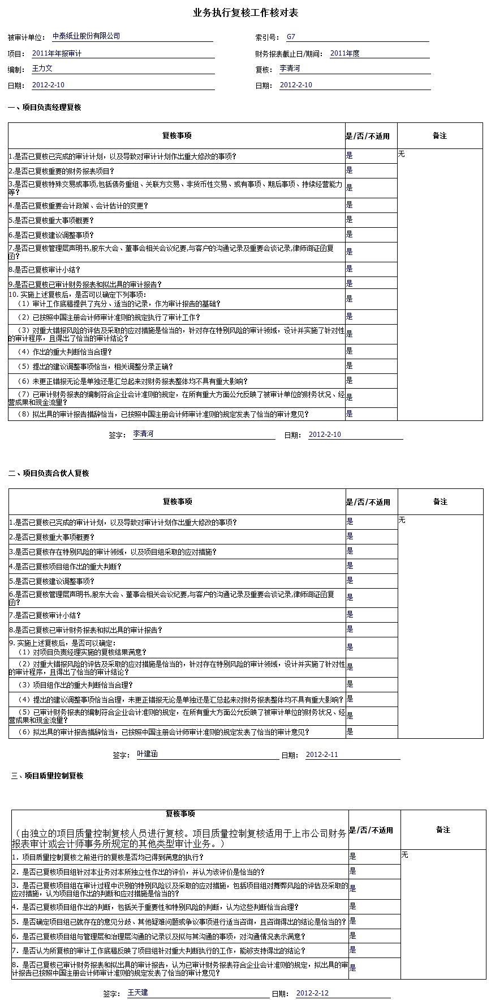 业务执行复核工作核对表
被审计单位： 中泰纸业股份有限公司 索引号： G7
项目： 2011年年报审计 财务报表截止日/期间： 2011年度
编制： 王力文 复核： 李清河
日期： 2012-2-10 日期： 2012-2-10
一、项目负责经理复核
复核事项 是/否/不适用 备注
1.是否已复核已完成的审计计划，以及导致对审计计划作出重大修改的事项？ 是 无
2.是否已复核重要的财务报表项目？ 是
3.是否已复核特殊交易或事项,包括债务重组、关联方交易、非货币性交易、或有事项、期后事项、持续经营能力
等？ 是
4.是否已复核重要会计政策、会计估计的变更？ 是
5.是否已复核重大事项概要？ 是
6.是否已复核建议调整事项？ 是
7.是否已复核管理层声明书,股东大会、董事会相关会议纪要,与客户的沟通记录及重要会谈记录,律师询证函复
函？ 是
8.是否已复核审计小结？ 是
9.是否已复核已审计财务报表和拟出具的审计报告？ 是
10. 实施上述复核后，是否可以确定下列事项：
（1）审计工作底稿提供了充分、适当的记录，作为审计报告的基础？ 是
（2）已按照中国注册会计师审计准则的规定执行了审计工作？ 是
（3）对重大错报风险的评估及采取的应对措施是恰当的，针对存在特别风险的审计领域，设计并实施了针对性
的审计程序，且得出了恰当的审计结论？ 是
（4）作出的重大判断恰当合理？ 是
（5）提出的建议调整事项恰当，相关调整分录正确？ 是
（6）未更正错报无论是单独还是汇总起来对财务报表整体均不具有重大影响？ 是
（7）已审计财务报表的编制符合企业会计准则的规定，在所有重大方面公允反映了被审计单位的财务状况、经
营成果和现金流量？ 是
（8）拟出具的审计报告措辞恰当，已按照中国注册会计师审计准则的规定发表了恰当的审计意见？ 是
签字： 李清河 日期： 2012-2-10
二、项目负责合伙人复核
复核事项 是/否/不适用 备注
1.是否已复核已完成的审计计划，以及导致对审计计划作出重大修改的事项？ 是 无
2.是否已复核重大事项概要？ 是
3.是否已复核存在特别风险的审计领域，以及项目组采取的应对措施？ 是
4.是否已复核项目组作出的重大判断？ 是
5.是否已复核建议调整事项？ 是
6.是否已复核管理层声明书,股东大会、董事会相关会议纪要,与客户的沟通记录及重要会谈记录,律师询证函复
函？ 是
7.是否已复核审计小结？ 是
8.是否已复核已审计财务报表和拟出具的审计报告？ 是
9. 实施上述复核后，是否可以确定：
（1）对项目负责经理实施的复核结果满意？ 是
（2）对重大错报风险的评估及采取的应对措施是恰当的，针对存在特别风险的审计领域，设计并实施了针对性
的审计程序，且得出了恰当的审计结论？ 是
（3）项目组作出的重大判断恰当合理？ 是
（4）提出的建议调整事项恰当合理，未更正错报无论是单独还是汇总起来对财务报表整体均不具有重大影响？ 是
（5）已审计财务报表的编制符合企业会计准则的规定，在所有重大方面公允反映了被审计单位的财务状况、经
营成果和现金流量？ 是
（6）拟出具的审计报告措辞恰当，已按照中国注册会计师审计准则的规定发表了恰当的审计意见？ 是
签字： 叶建函 日期： 2012-2-11
三、项目质量控制复核
复核事项 是/否/不适用 备注
（由独立的项目质量控制复核人员进行复核。项目质量控制复核适用于上市公司财务
报表审计或会计师事务所规定的其他类型审计业务。）
1．项目质量控制复核之前进行的复核是否均已得到满意的执行？ 是 无
2．是否已复核项目组针对本业务对本所独立性作出的评价，并认为该评价是恰当的？ 是
3．是否已复核项目组在审计过程中识别的特别风险以及采取的应对措施，包括项目组对舞弊风险的评估及采取的
应对措施，认为项目组作出的判断和应对措施是恰当的？ 是
4．是否已复核项目组作出的判断，包括关于重要性和特别风险的判断，认为这些判断恰当合理？ 是
5．是否确定项目组已就存在的意见分歧、其他疑难问题或争议事项进行适当咨询，且咨询得出的结论是恰当的？ 是
6．是否已复核项目组与管理层和治理层沟通的记录以及拟与其沟通的事项，对沟通情况表示满意？ 是
7．是否认为所复核的审计工作底稿反映了项目组针对重大判断执行的工作，能够支持得出的结论？ 是
8．是否已复核已审计财务报表和拟出具的审计报告，认为已审计财务报表符合企业会计准则的规定，拟出具的审
计报告已按照中国注册会计师审计准则的规定发表了恰当的审计意见？ 是
签字： 王天建 日期： 2012-2-12